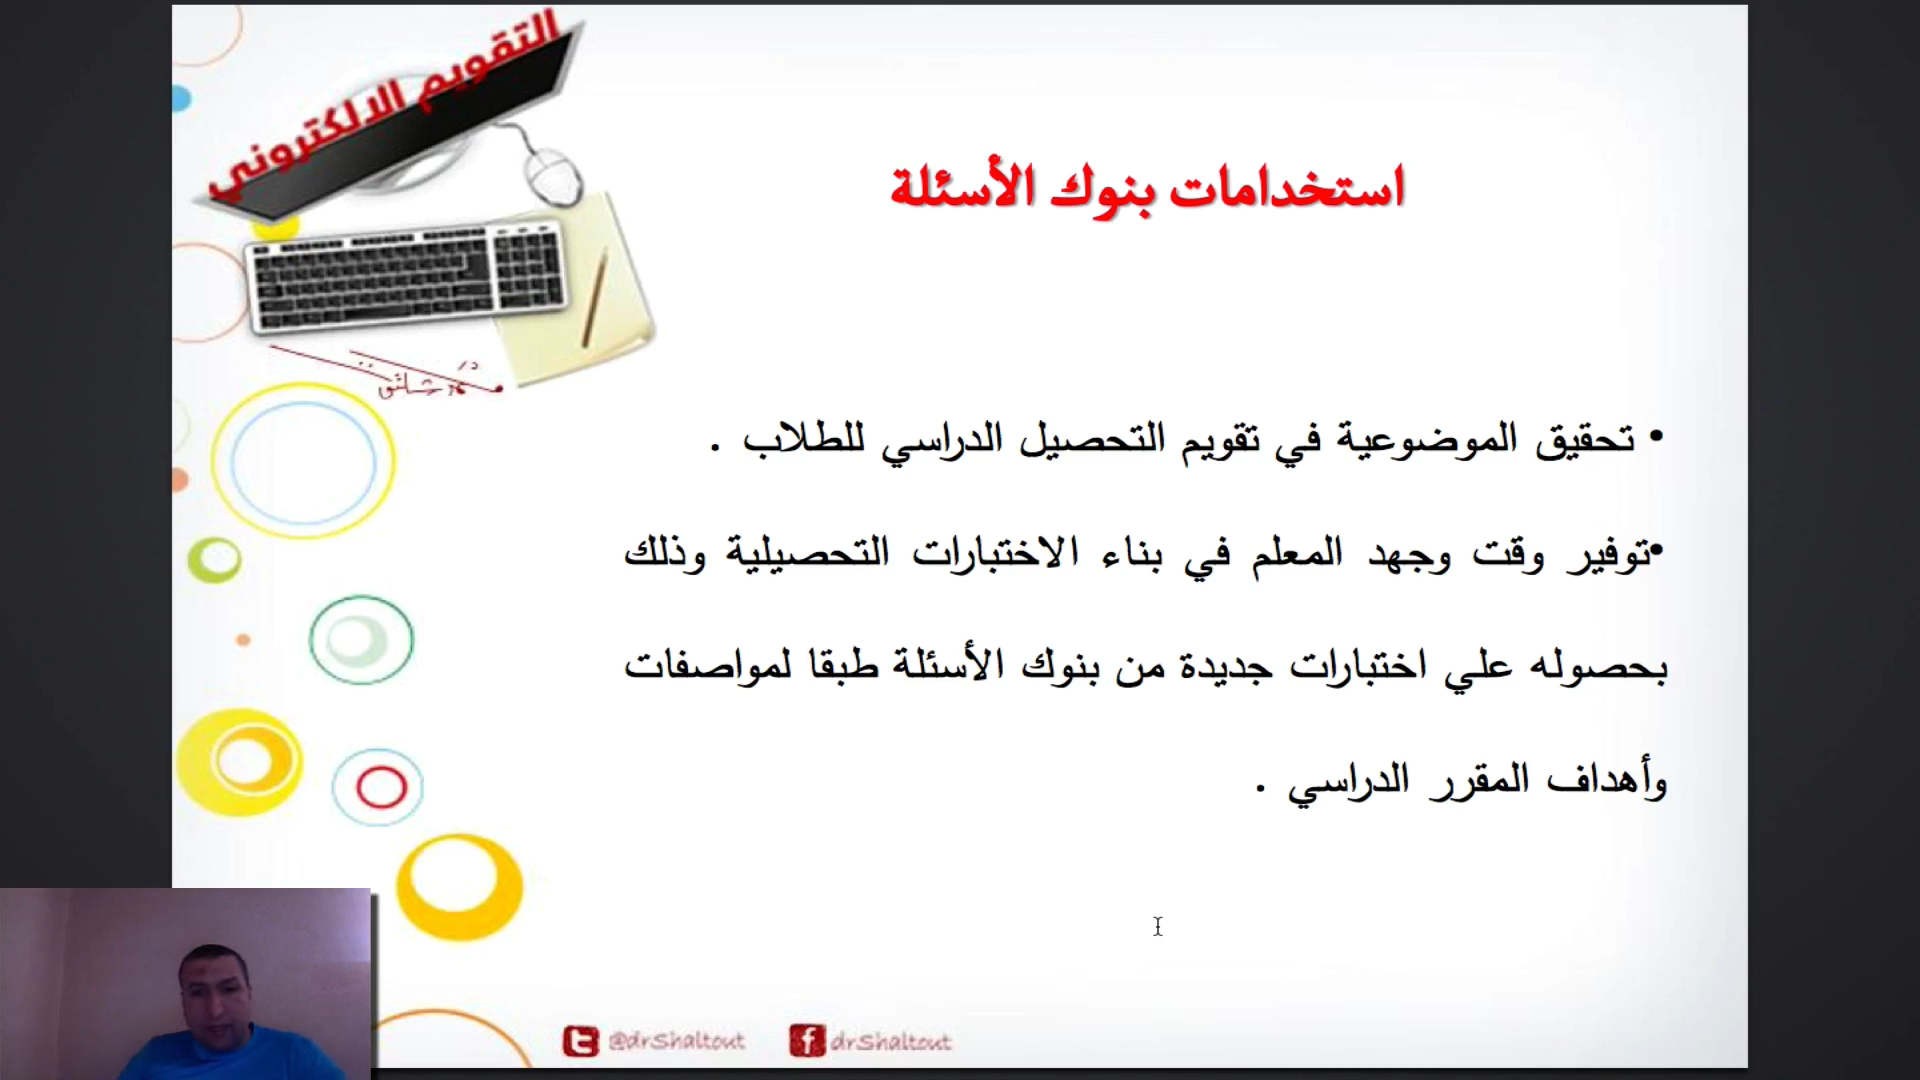 التقويم الالكتروني
استخدامات بنوك الأسئلة
• تحقيق الموضوعية في تقويم التحصيل الدراسي للطلاب .
•توفير وقت وجهد المعلم في بناء الاختبارات التحصيلية وذلك
بحصوله علي اختبارات جديدة من بنوك الأسئلة طبقا لمواصفات
وأهداف المقرر الدراسي .
@drShaltout
drShaltout